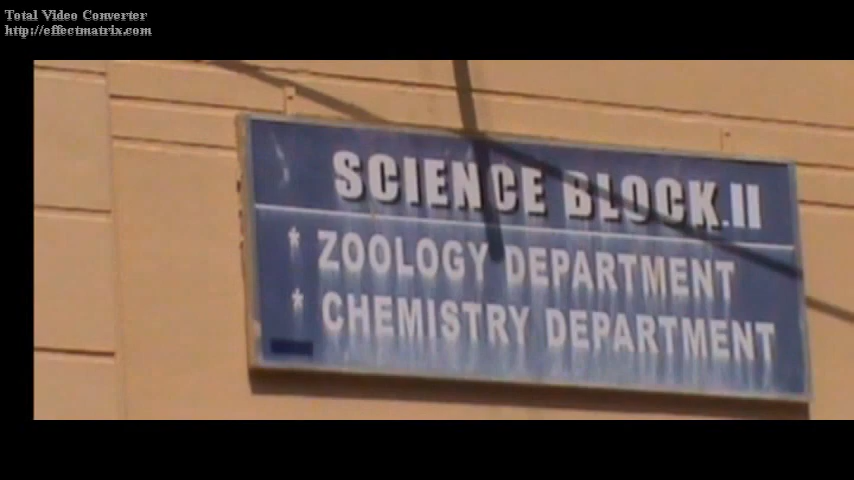 Total Video Converter
http://effectmatrix.com
SCIENCE BLOCK.II
* ZOOLOGY DEPARTMENT
* CHEMISTRY DEPARTMENT